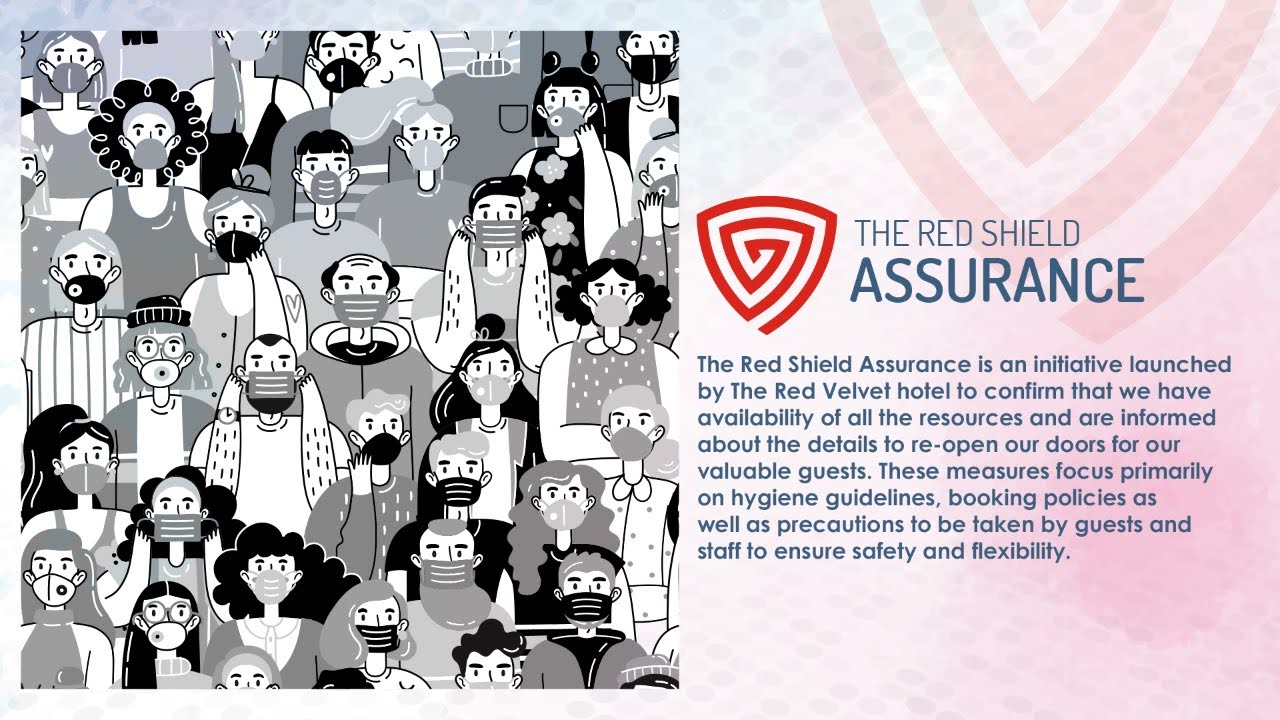 THE RED SHIELD
ASSURANCE
The Red Shield Assurance is an initiative launched
by The Red Velvet hotel to confirm that we have
availability of all the resources and are informed
about the details to re-open our doors for our
valuable guests. These measures focus primarily
on hygiene guidelines, booking policies as
well as precautions to be taken by guests and
staff to ensure safety and flexibility.